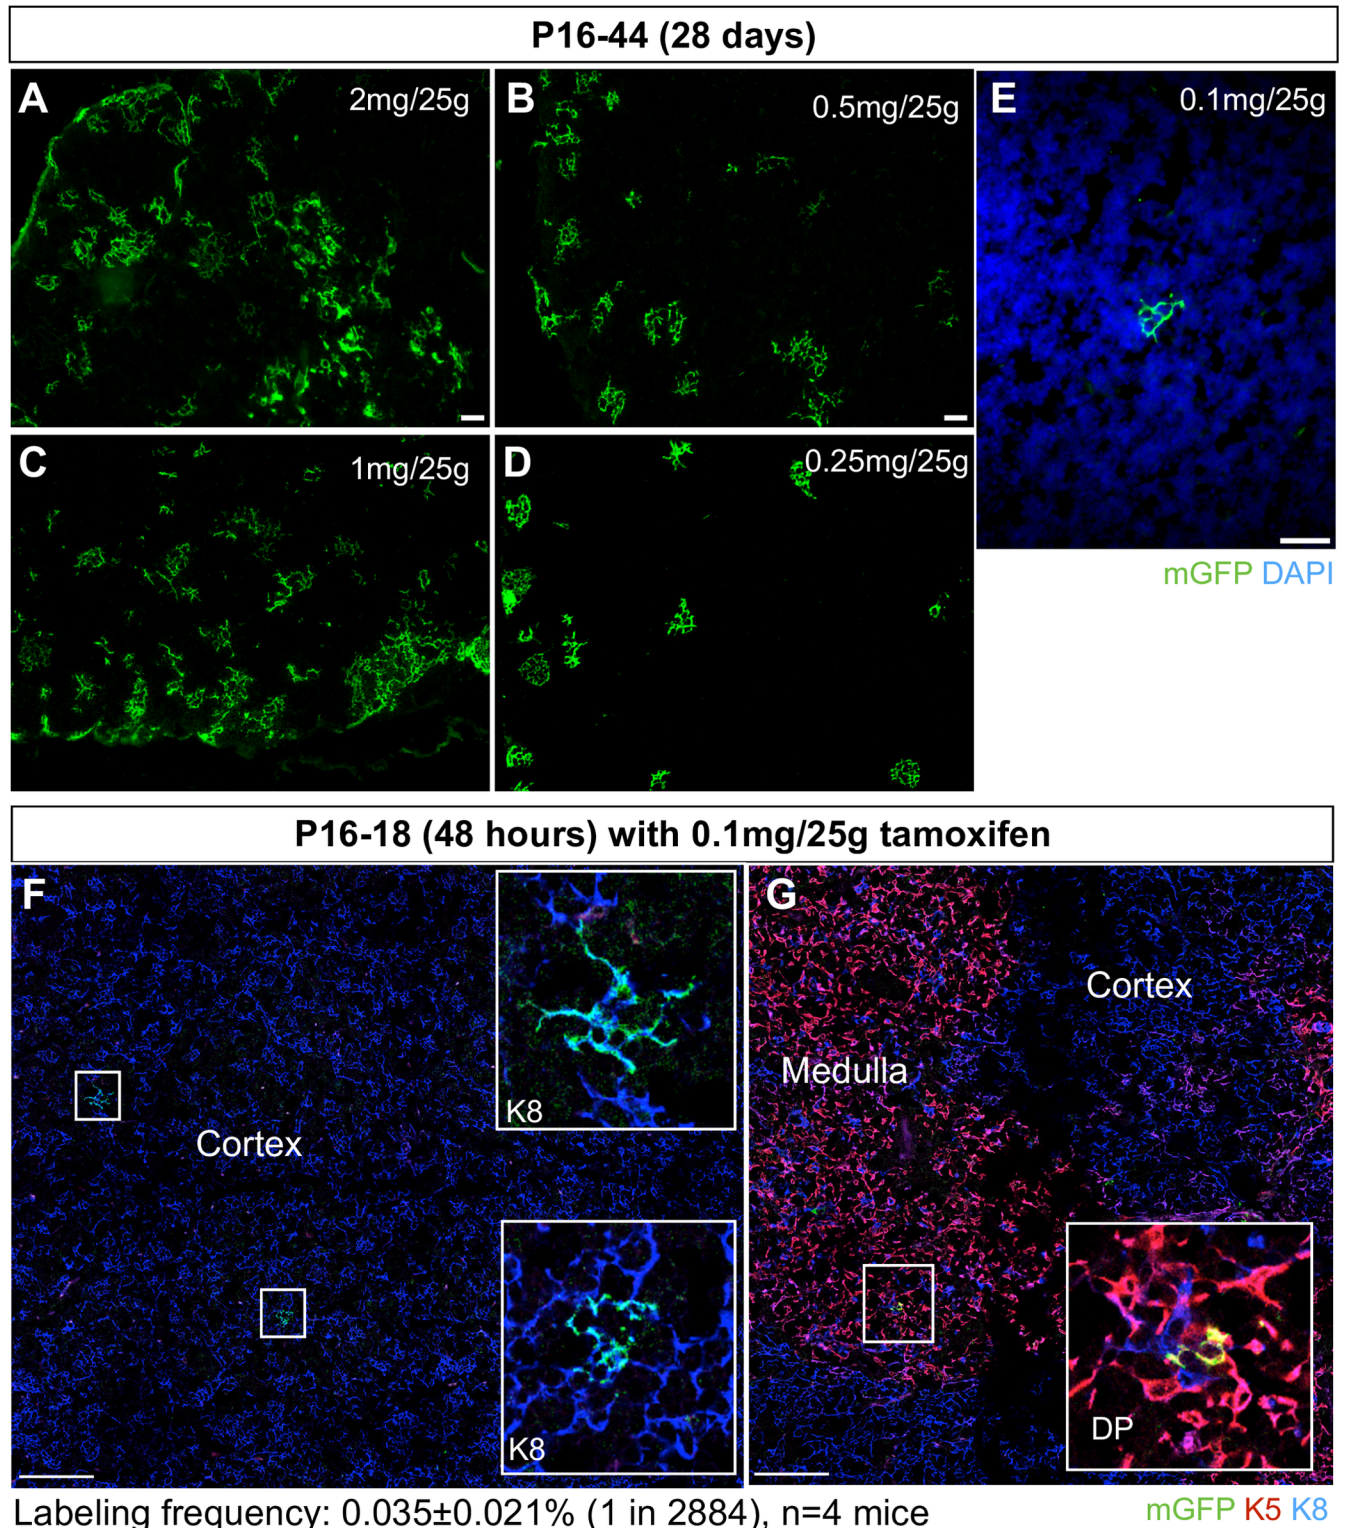 P16-44 (28 days)
A
2mg/25g
B
0.5mg/25g
E
0.1mg/25g
C
1mg/25g
D
0.25mg/25g
mGFP DAPI
P16-18 (48 hours) with 0.1mg/25g tamoxifen
F
Cortex
K8
K8
G
Cortex
Medulla
DP
Labeling frequency: 0.035±0.021% (1 in 2884), n=4 mice
mGFP K5 K8